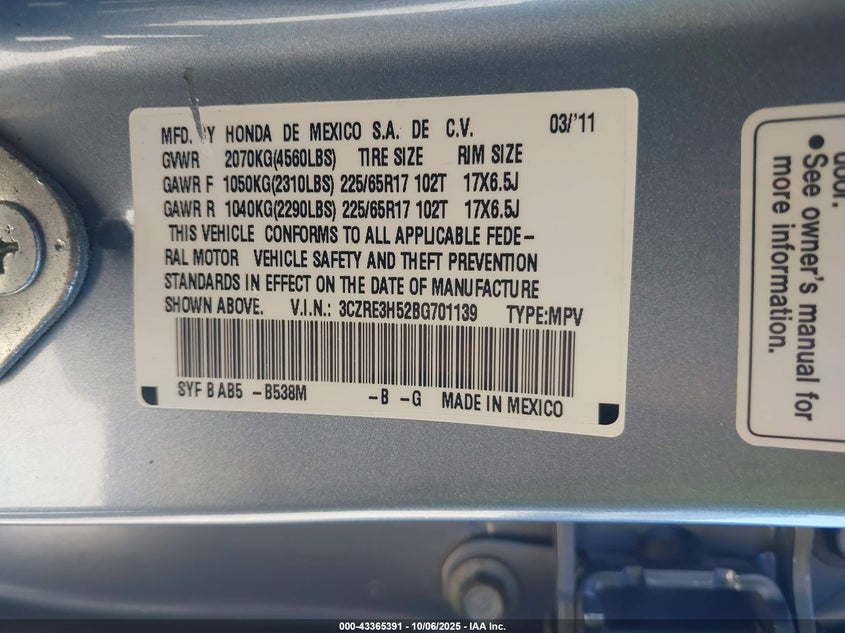 MFD. BY HONDA DE MEXICO S.A. DE C.V. 03/'11
GVWR 2070KG(4560LBS) TIRE SIZE RIM SIZE
GAWR F 1050KG(2310LBS) 225/65R17 102T 17X6.5J
GAWR R 1040KG(2290LBS) 225/65R17 102T 17X6.5J
THIS VEHICLE CONFORMS TO ALL APPLICABLE FEDE-
RAL MOTOR VEHICLE SAFETY AND THEFT PREVENTION
STANDARDS IN EFFECT ON THE DATE OF MANUFACTURE
SHOWN ABOVE. V.I.N.: 3CZRE3H52BG701139 TYPE:MPV
SYF B AB5 -B538M -B -G MADE IN MEXICO
door.
• See owner's manual for
more information.
000-43365391 - 10/06/2025 - IAA Inc.